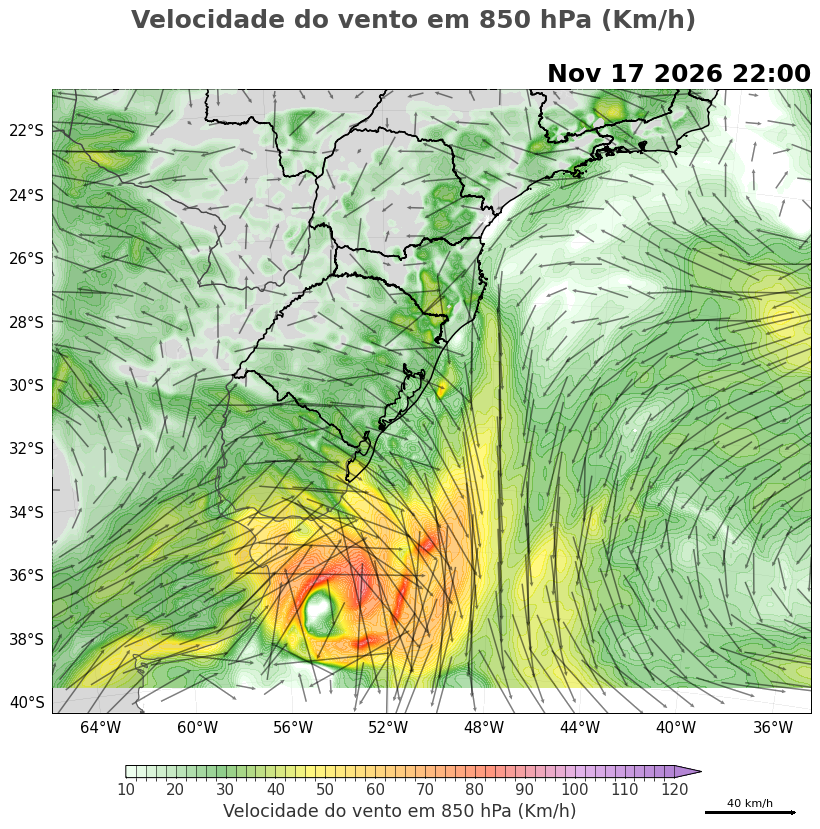 Velocidade do vento em 850 hPa (Km/h)
Nov 17 2026 22:00
22°S
24°S
26°S
28°S
30°S
32°S
34°S
36°S
38°S
40°S
64°W 60°W 56°W 52°W 48°W 44°W 40°W 36°W
10 20 30 40 50 60 70 80 90 100 110 120
Velocidade do vento em 850 hPa (Km/h)
40 km/h